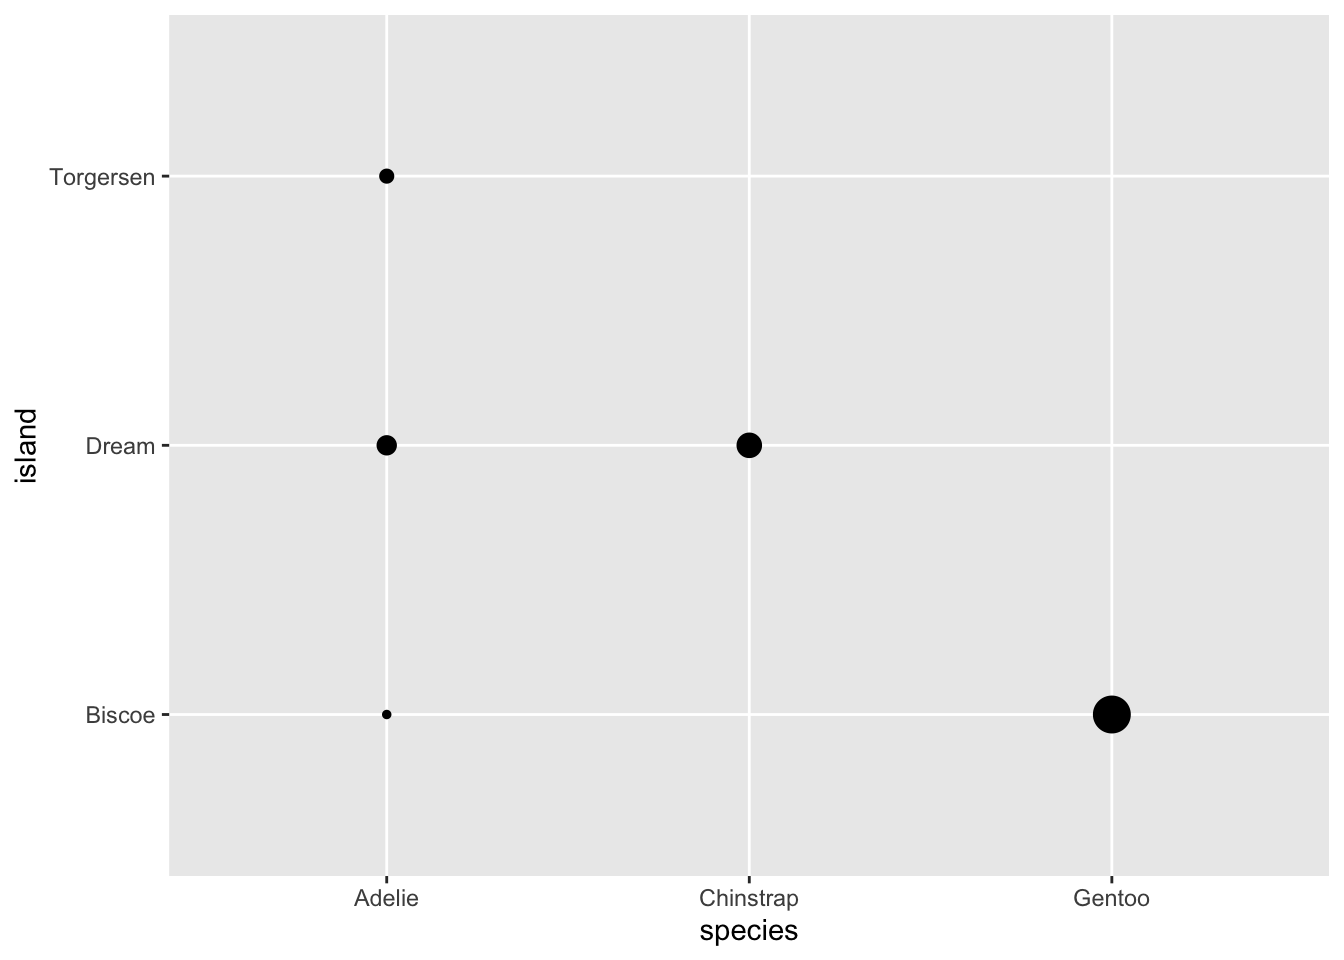 Torgersen
Dream
Biscoe
island
Adelie Chinstrap Gentoo
species